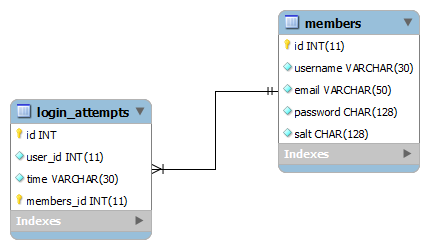 members
id INT(11)
username VARCHAR(30)
email VARCHAR(50)
password CHAR(128)
salt CHAR(128)
Indexes
login_attempts
id INT
user_id INT(11)
time VARCHAR(30)
members_id INT(11)
Indexes